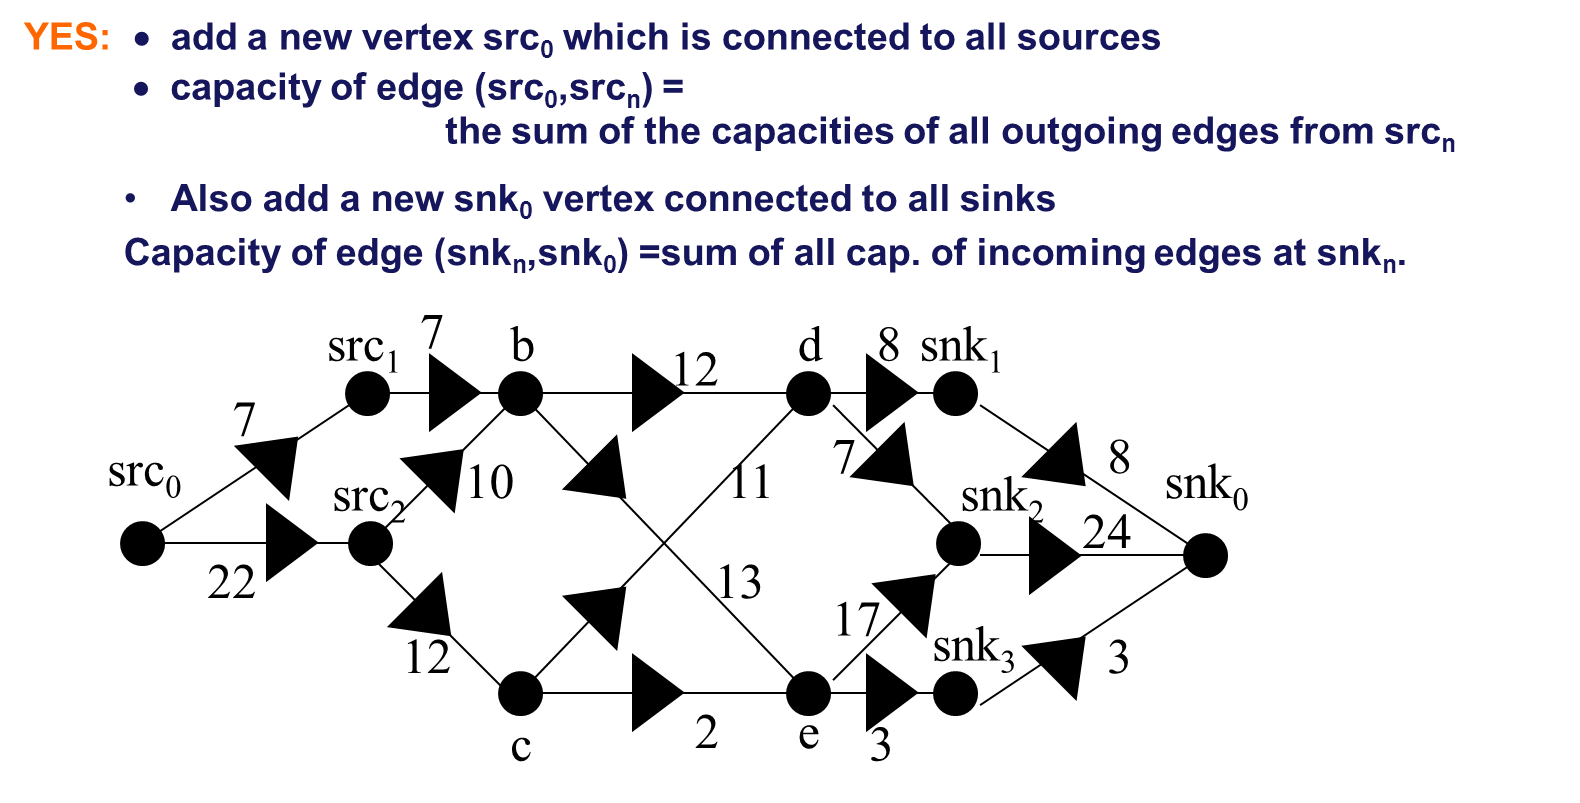 YES: • add a new vertex src₀ which is connected to all sources
• capacity of edge (src₀,srcₙ) =
the sum of the capacities of all outgoing edges from srcₙ
• Also add a new snk₀ vertex connected to all sinks
Capacity of edge (snkₙ,snk₀) =sum of all cap. of incoming edges at snkₙ.
src₁ 7 b d 8 snk₁
12
7
src₀ src₂ 10 11 7 snk₂ 8 snk₀
24
22 13
12 17 snk₃ 3
c 2 e 3